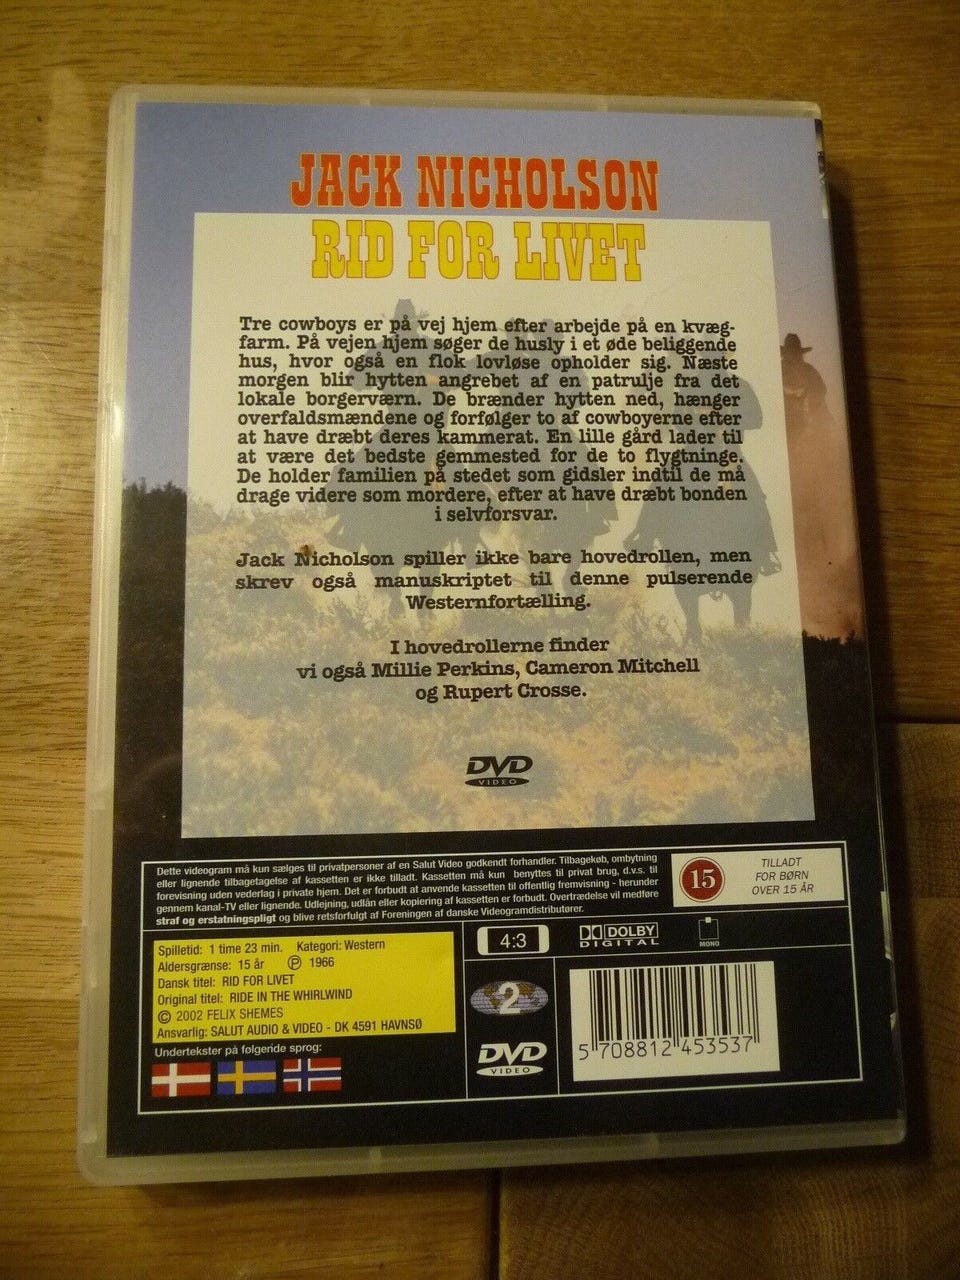 JACK NICHOLSON
RID FOR LIVET
Tre cowboys er på vej hjem efter arbejde på en kvæg-
farm. På vejen hjem søger de husly i et øde beliggende
hus, hvor også en flok lovløse opholder sig. Næste
morgen blir hytten angrebet af en patrulje fra det
lokale borgerværn. De brænder hytten ned, hænger
overfaldsmændene og forfølger to af cowboyerne efter
at have dræbt deres kammerat. En lille gård lader til
at være det bedste gemmested for de to flygtninge.
De holder familien på stedet som gidsler indtil de må
drage videre som mordere, efter at have dræbt bonden
i selvforsvar.
Jack Nicholson spiller ikke bare hovedrollen, men
skrev også manuskriptet til denne pulserende
Westernfortælling.
I hovedrollerne finder
vi også Millie Perkins, Cameron Mitchell
og Rupert Crosse.
DVD
VIDEO
Dette videogram må kun sælges til privatpersoner af en Salut Video godkendt forhandler. Tilbagekøb, ombytning
eller lignende tilbagetagelse af kassetten er ikke tilladt. Kassetten må kun benyttes til privat brug, d.v.s. til
forevisning uden vederlag i private hjem. Det er forbudt at anvende kassetten til offentlig fremvisning - herunder
gennem kanal-TV eller lignende. Udlejning, udlån eller kopiering af kassetten er forbudt. Overtrædelse vil medføre
straf og erstatningspligt og blive retsforfulgt af Foreningen af danske Videogramdistributører.
15
TILLADT
FOR BØRN
OVER 15 ÅR
Spilletid: 1 time 23 min. Kategori: Western
Aldersgrænse: 15 år Ⓟ 1966
Dansk titel: RID FOR LIVET
Original titel: RIDE IN THE WHIRLWIND
© 2002 FELIX SHEMES
Ansvarlig: SALUT AUDIO & VIDEO - DK 4591 HAVNSØ
Undertekster på følgende sprog:
4:3
DOLBY
DIGITAL
MONO
2
DVD
VIDEO
5 708812 453537